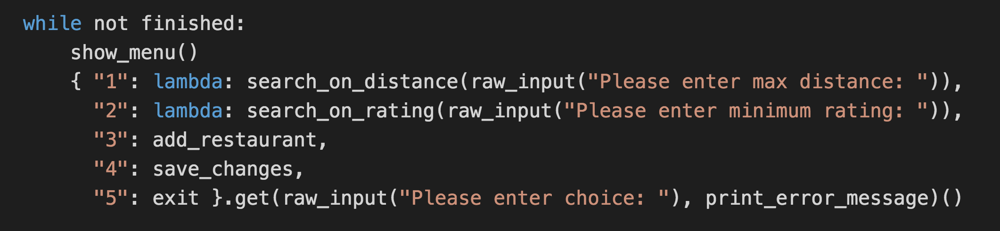 while not finished:
    show_menu()
    { "1": lambda: search_on_distance(raw_input("Please enter max distance: ")),
      "2": lambda: search_on_rating(raw_input("Please enter minimum rating: ")),
      "3": add_restaurant,
      "4": save_changes,
      "5": exit }.get(raw_input("Please enter choice: "), print_error_message)()